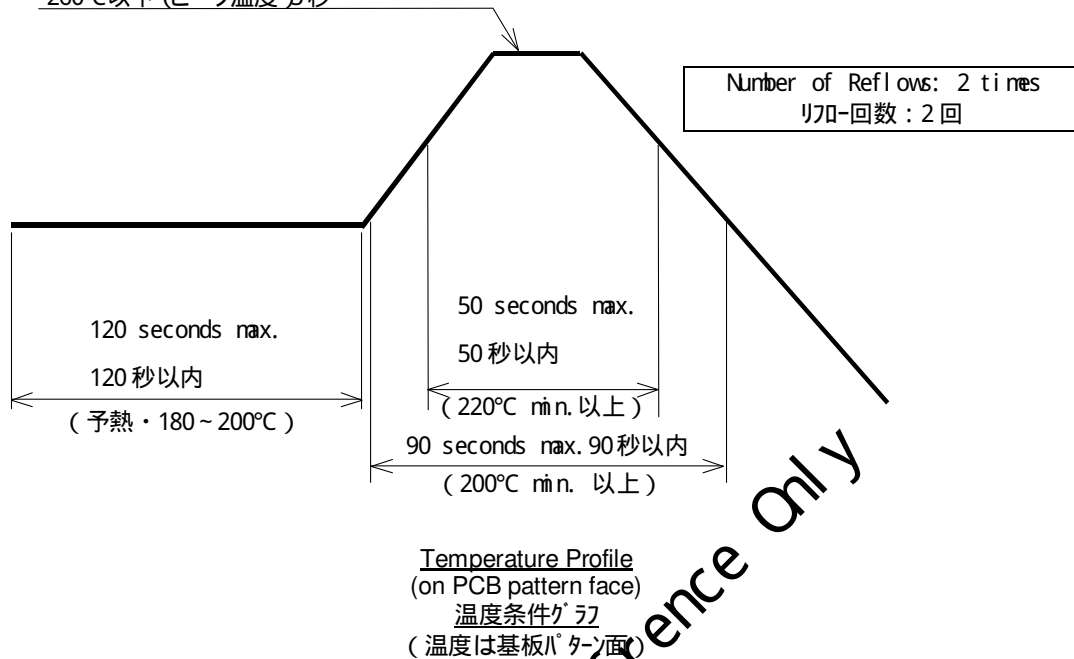 Number of Reflows: 2 times
リフロー回数：2回
120 seconds max.
120秒以内
（予熱・180~200℃）
50 seconds max.
50秒以内
（220℃ min.以上）
90 seconds max.90秒以内
（200℃ min. 以上）
Temperature Profile
(on PCB pattern face)
温度条件グラフ
（温度は基板パターン面）
Only